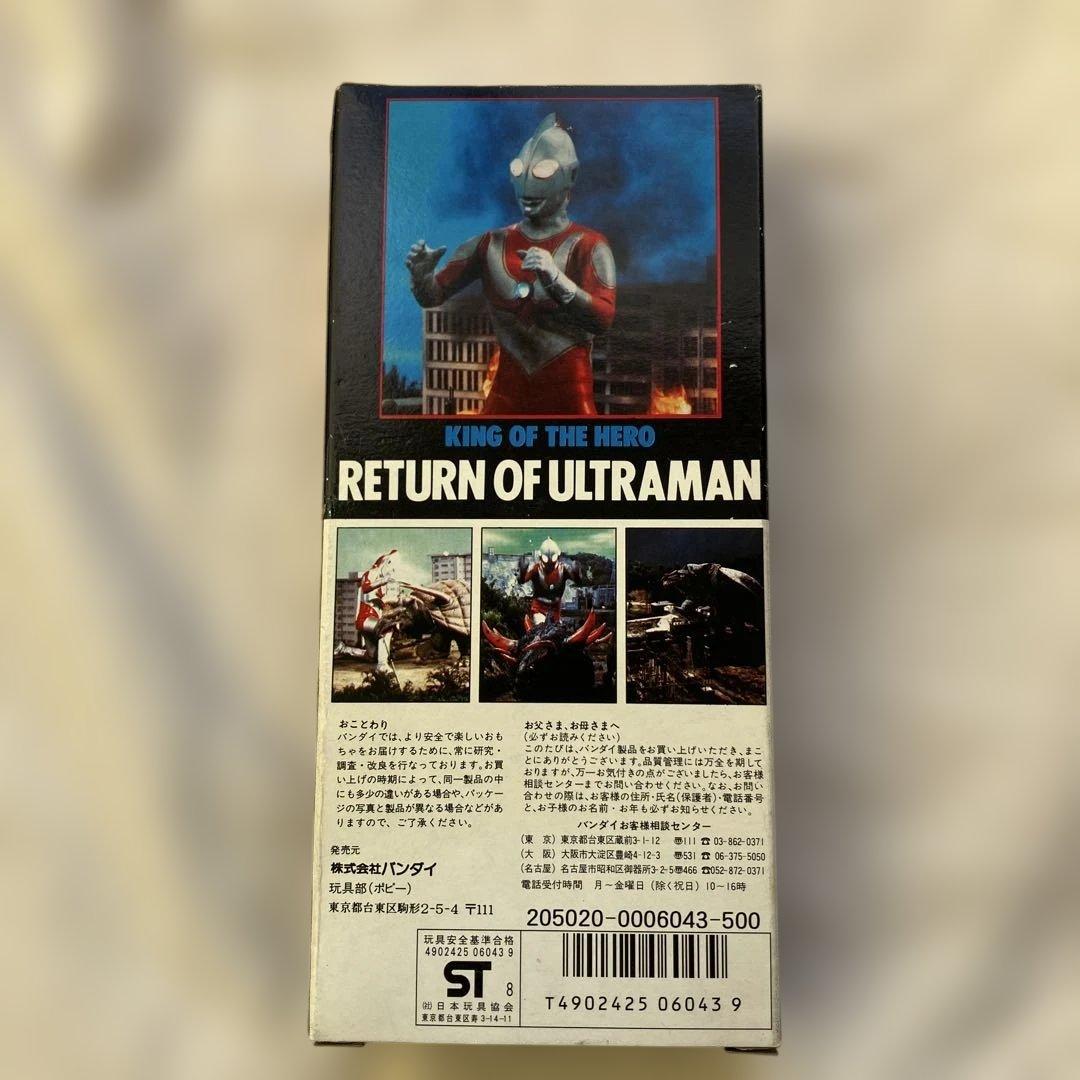 KING OF THE HERO
RETURN OF ULTRAMAN
おことわり
バンダイでは、より安全で楽しいおも
ちゃをお届けするために、常に研究・
調査・改良を行なっております。お買
い上げの時期によって、同一製品の中
にも多少の違いがある場合や、パッケー
ジの写真と製品が異なる場合などがあ
りますので、ご了承ください。
発売元
株式会社バンダイ
玩具部(ポピー)
東京都台東区駒形2-5-4 〒111
お父さま、お母さまへ
(必ずお読みください)
このたびは、バンダイ製品をお買い上げいただき、まこ
とにありがとうございます。品質管理には万全を期して
おりますが、万一お気付きの点がございましたら、お客様
相談センターまでお問い合わせください。なお、お問い
合わせの際は、お客様の住所・氏名(保護者)・電話番号
と、お子様のお名前・お年も必ずお知らせください。
バンダイお客様相談センター
(東 京) 東京都台東区蔵前3-1-12 〠111 ☎ 03-862-0371
(大 阪) 大阪市大淀区豊崎4-12-3 〠531 ☎ 06-375-5050
(名古屋) 名古屋市昭和区御器所3-2-5〠466 ☎052-872-0371
電話受付時間 月~金曜日(除く祝日)10~16時
205020-0006043-500
玩具安全基準合格
4902425 06043 9
ST 8
(社)日本玩具協会
東京都台東区寿3-14-11
T4902425 06043 9